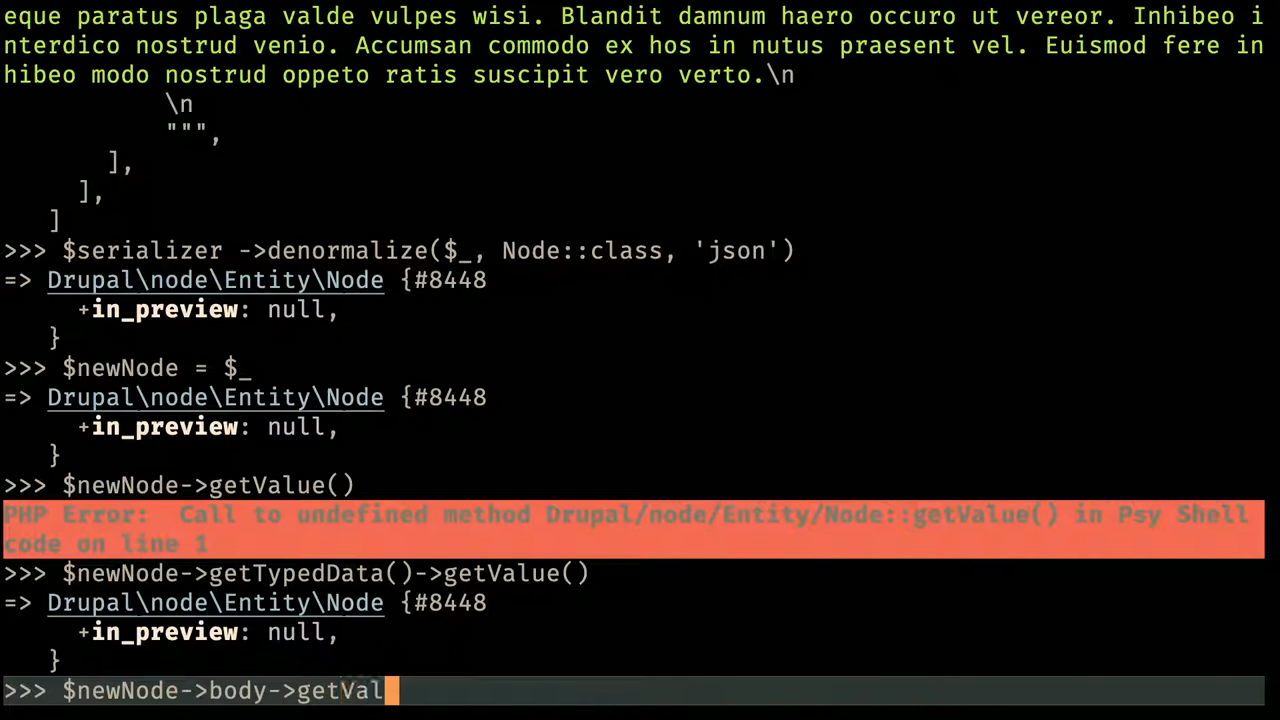 eque paratus plaga valde vulpes wisi. Blandit damnum haero occuro ut vereor. Inhibeo i
nterdico nostrud venio. Accumsan commodo ex hos in nutus praesent vel. Euismod fere in
hibeo modo nostrud oppeto ratis suscipit vero verto.\n
\n
""",
],
],
]
>>> $serializer ->denormalize($_, Node::class, 'json')
=> Drupal\node\Entity\Node {#8448
+in_preview: null,
}
>>> $newNode = $_
=> Drupal\node\Entity\Node {#8448
+in_preview: null,
}
>>> $newNode->getValue()
PHP Error:  Call to undefined method Drupal/node/Entity/Node::getValue() in Psy Shell
code on line 1
>>> $newNode->getTypedData()->getValue()
=> Drupal\node\Entity\Node {#8448
+in_preview: null,
}
>>> $newNode->body->getVal